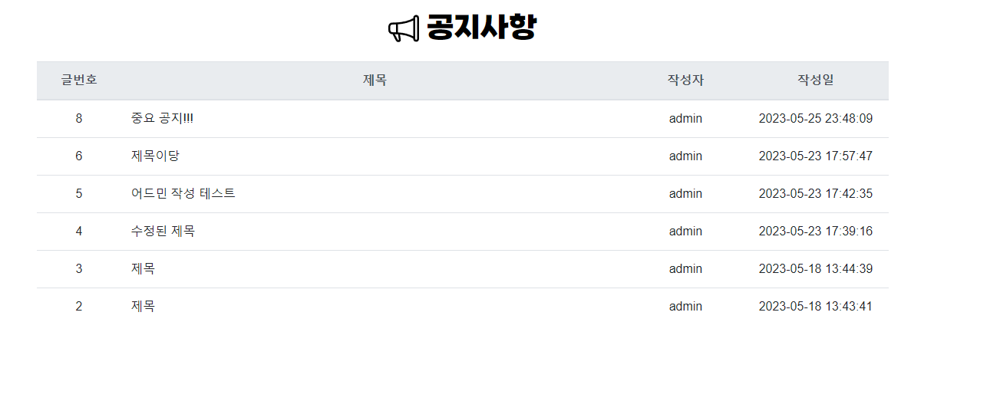 공지사항
글번호 제목 작성자 작성일
8 중요 공지!!! admin 2023-05-25 23:48:09
6 제목이당 admin 2023-05-23 17:57:47
5 어드민 작성 테스트 admin 2023-05-23 17:42:35
4 수정된 제목 admin 2023-05-23 17:39:16
3 제목 admin 2023-05-18 13:44:39
2 제목 admin 2023-05-18 13:43:41